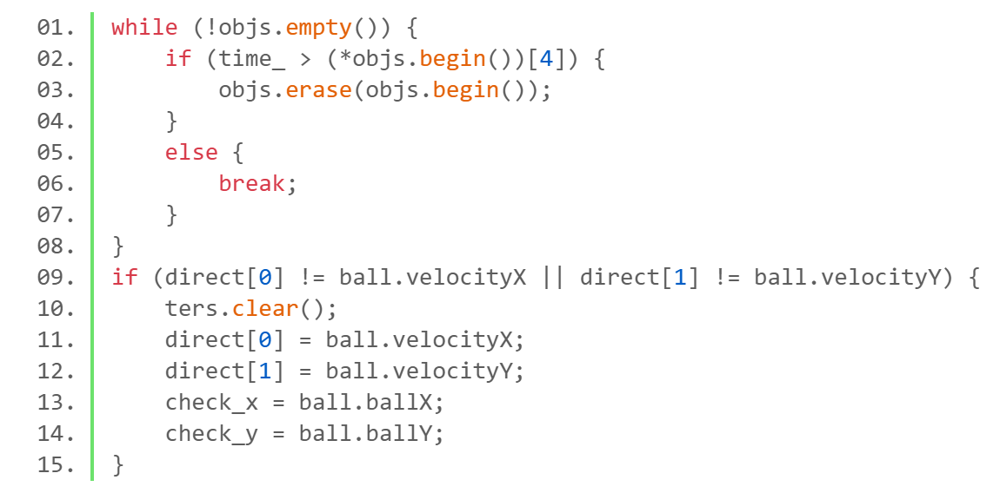 01. while (!objs.empty()) {
02.     if (time_ > (*objs.begin())[4]) {
03.         objs.erase(objs.begin());
04.     }
05.     else {
06.         break;
07.     }
08. }
09. if (direct[0] != ball.velocityX || direct[1] != ball.velocityY) {
10.     ters.clear();
11.     direct[0] = ball.velocityX;
12.     direct[1] = ball.velocityY;
13.     check_x = ball.ballX;
14.     check_y = ball.ballY;
15. }